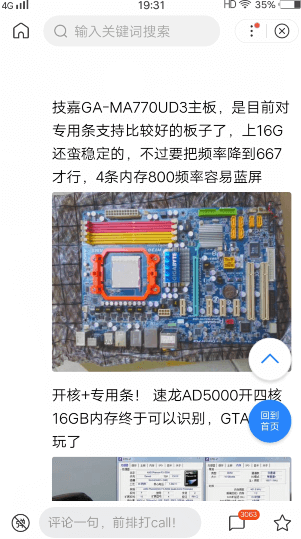 4G
19:31
HD
35%
输入关键词搜索
技嘉GA-MA770UD3主板，是目前对
专用条支持比较好的板子了，上16G
还蛮稳定的，不过要把频率降到667
才行，4条内存800频率容易蓝屏
开核+专用条！ 速龙AD5000开四核
16GB内存终于可以识别，GTA
玩了
回到
首页
弹
评论一句，前排打call！
3063